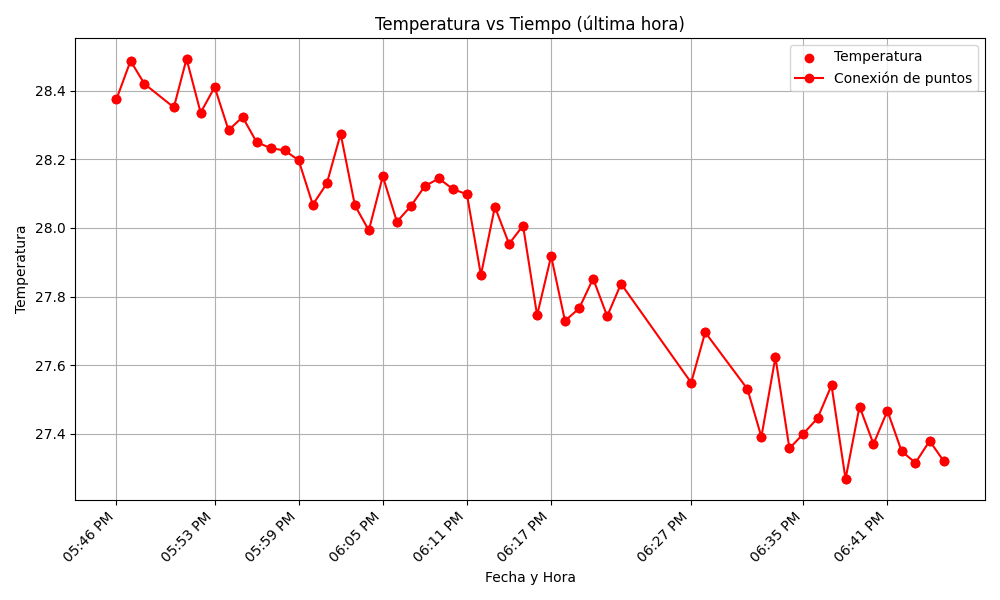 Temperatura vs Tiempo (última hora)
Temperatura
Conexión de puntos
Temperatura
28.4
28.2
28.0
27.8
27.6
27.4
05:46 PM
05:53 PM
05:59 PM
06:05 PM
06:11 PM
06:17 PM
06:27 PM
06:35 PM
06:41 PM
Fecha y Hora